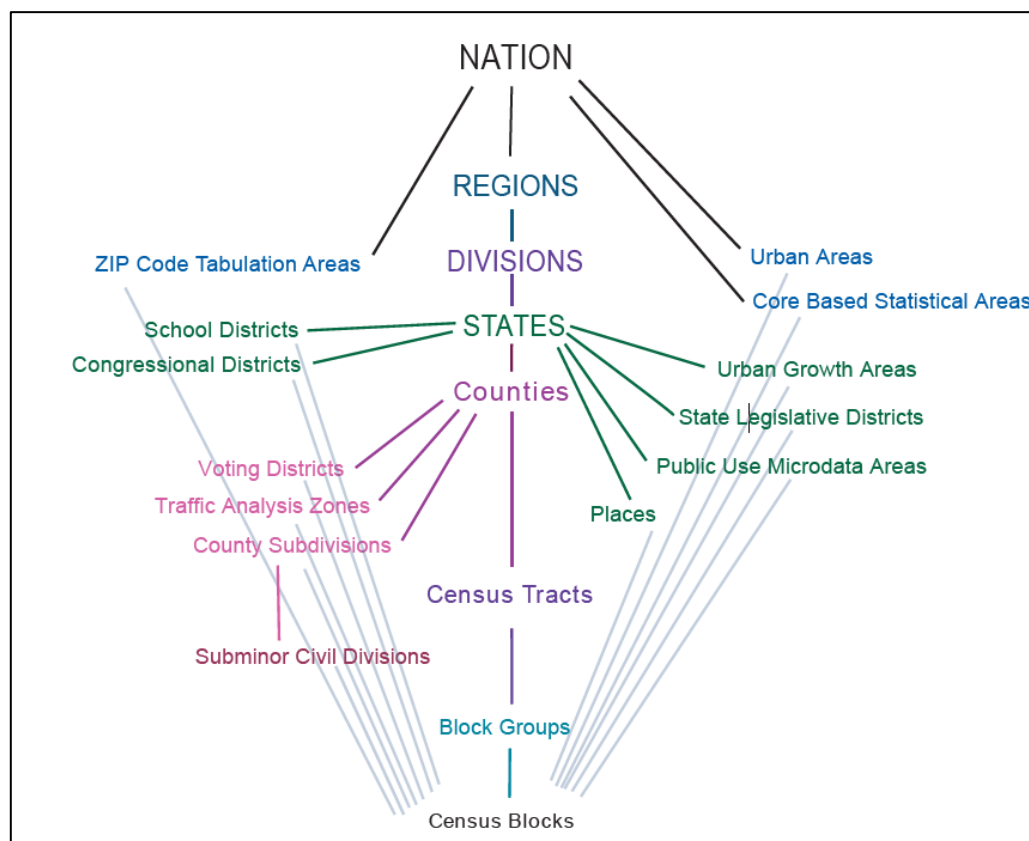 NATION
REGIONS
ZIP Code Tabulation Areas
DIVISIONS
Urban Areas
Core Based Statistical Areas
School Districts
STATES
Congressional Districts
Urban Growth Areas
Counties
State Legislative Districts
Voting Districts
Public Use Microdata Areas
Traffic Analysis Zones
Places
County Subdivisions
Census Tracts
Subminor Civil Divisions
Block Groups
Census Blocks